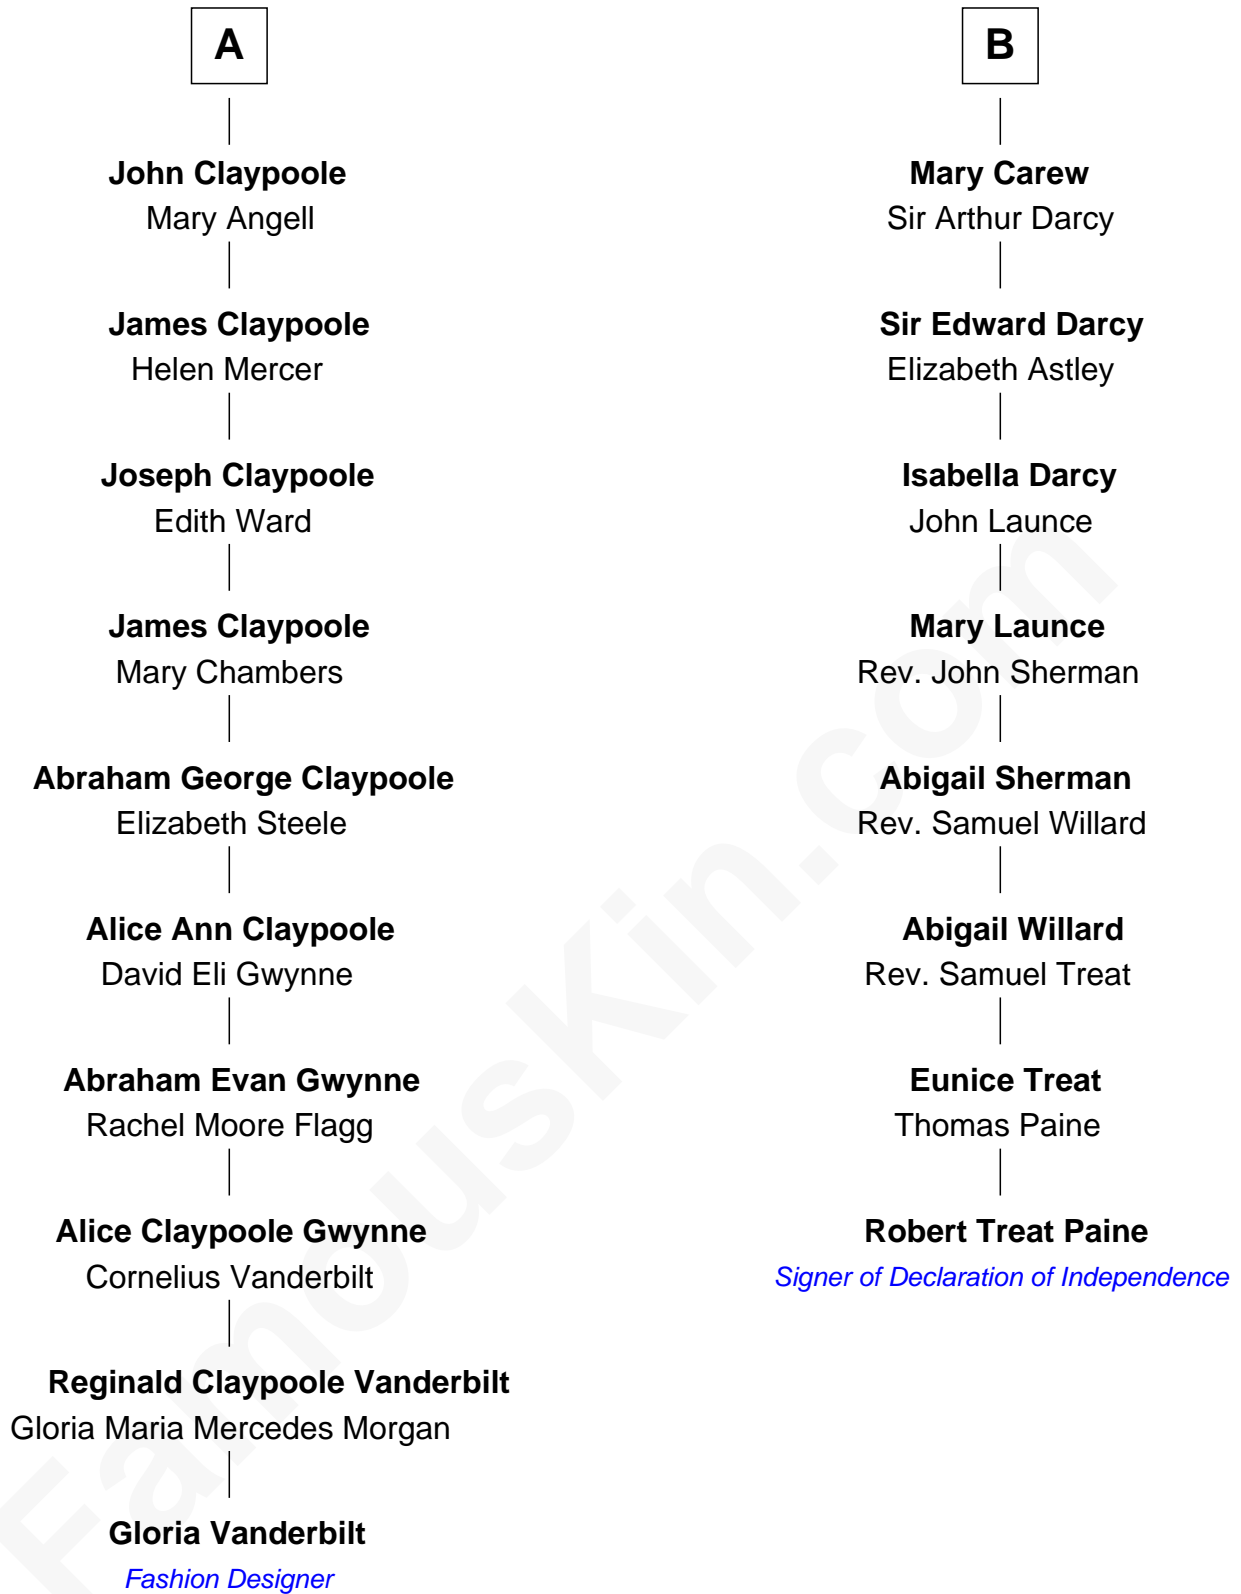 A
John Claypoole
Mary Angell
James Claypoole
Helen Mercer
Joseph Claypoole
Edith Ward
James Claypoole
Mary Chambers
Abraham George Claypoole
Elizabeth Steele
Alice Ann Claypoole
David Eli Gwynne
Abraham Evan Gwynne
Rachel Moore Flagg
Alice Claypoole Gwynne
Cornelius Vanderbilt
Reginald Claypoole Vanderbilt
Gloria Maria Mercedes Morgan
Gloria Vanderbilt
Fashion Designer
B
Mary Carew
Sir Arthur Darcy
Sir Edward Darcy
Elizabeth Astley
Isabella Darcy
John Launce
Mary Launce
Rev. John Sherman
Abigail Sherman
Rev. Samuel Willard
Abigail Willard
Rev. Samuel Treat
Eunice Treat
Thomas Paine
Robert Treat Paine
Signer of Declaration of Independence
FamousKin.com